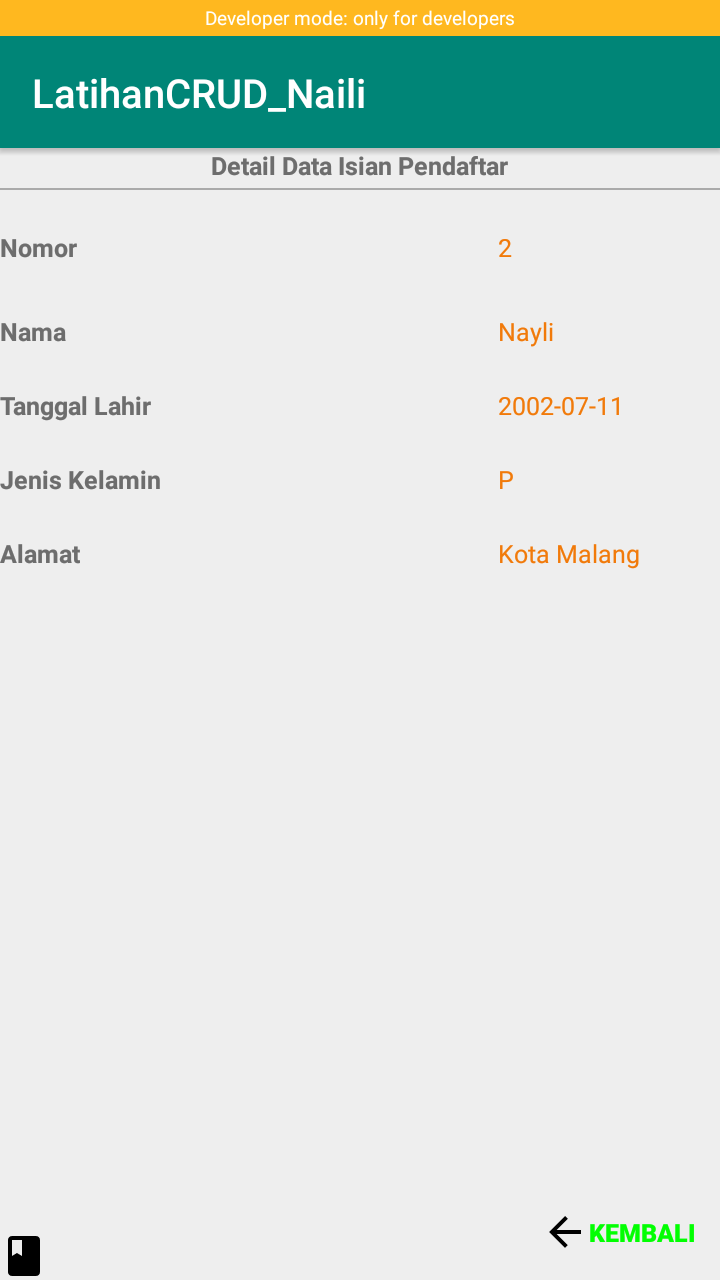 Developer mode: only for developers
LatihanCRUD_Naili
Detail Data Isian Pendaftar
Nomor 2
Nama Nayli
Tanggal Lahir 2002-07-11
Jenis Kelamin P
Alamat Kota Malang
KEMBALI